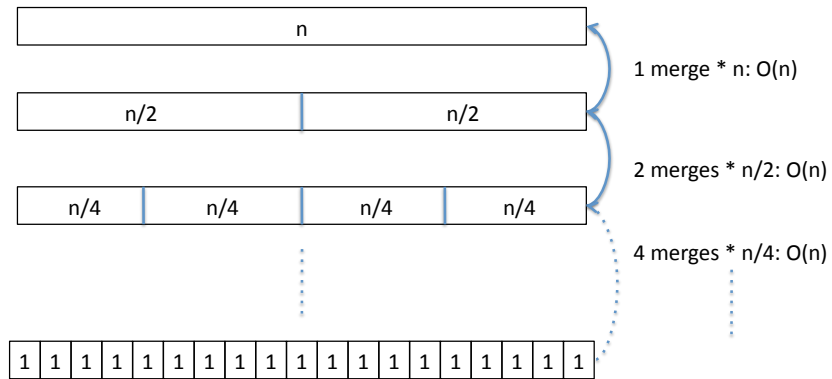 n
1 merge * n: O(n)
n/2 n/2
2 merges * n/2: O(n)
n/4 n/4 n/4 n/4
4 merges * n/4: O(n)
1 1 1 1 1 1 1 1 1 1 1 1 1 1 1 1 1 1 1